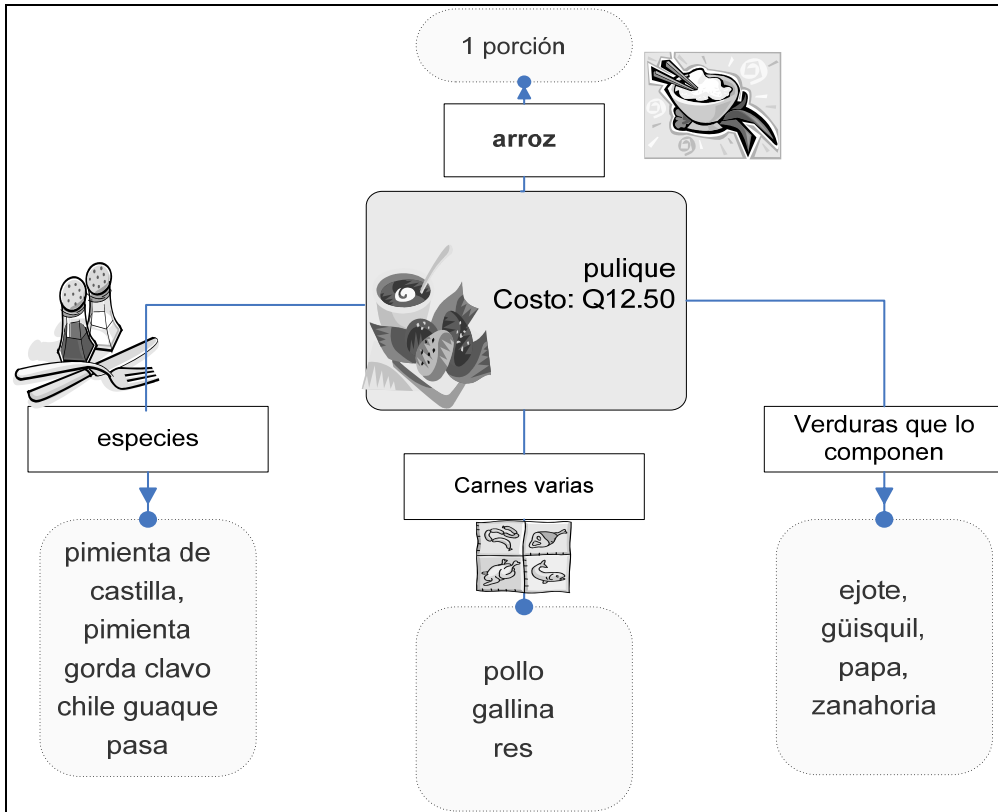 1 porción
arroz
pulique
Costo: Q12.50
especies
pimienta de
castilla,
pimienta
gorda clavo
chile guaque
pasa
Carnes varias
pollo
gallina
res
Verduras que lo
componen
ejote,
güisquil,
papa,
zanahoria